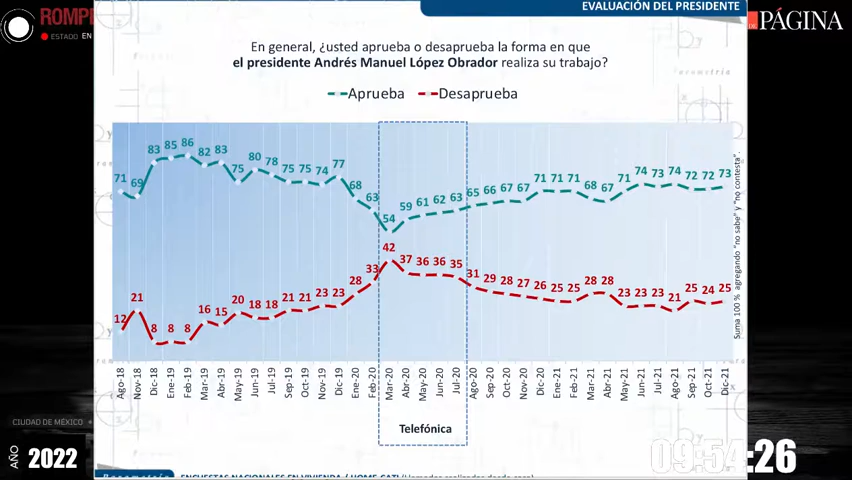 EVALUACIÓN DEL PRESIDENTE
ROMPE
ESTADO EN
DE PÁGINA
En general, ¿usted aprueba o desaprueba la forma en que
el presidente Andrés Manuel López Obrador realiza su trabajo?
Aprueba Desaprueba
71 69 83 85 86 82 83 75 80 78 75 75 74 77 68 63 54 59 61 62 63 65 66 67 67 71 71 71 68 67 71 74 73 74 72 72 73
12 21 8 8 8 16 15 20 18 18 21 21 23 23 28 33 42 37 36 36 35 31 29 28 27 26 25 25 28 28 23 23 23 21 25 24 25
Suma 100 % agregando "no sabe" y "no contesta".
Ago-18 Nov-18 Dic-18 Ene-19 Feb-19 Mar-19 Abr-19 May-19 Jun-19 Jul-19 Sep-19 Oct-19 Nov-19 Dic-19 Ene-20 Feb-20 Mar-20 Abr-20 May-20 Jun-20 Jul-20 Ago-20 Sep-20 Oct-20 Nov-20 Dic-20 Ene-21 Feb-21 Mar-21 Abr-21 May-21 Jun-21 Jul-21 Ago-21 Sep-21 Oct-21 Dic-21
Telefónica
CIUDAD DE MÉXICO
AÑO 2022
09:54:26
ENCUESTAS NACIONALES EN VIVIENDA